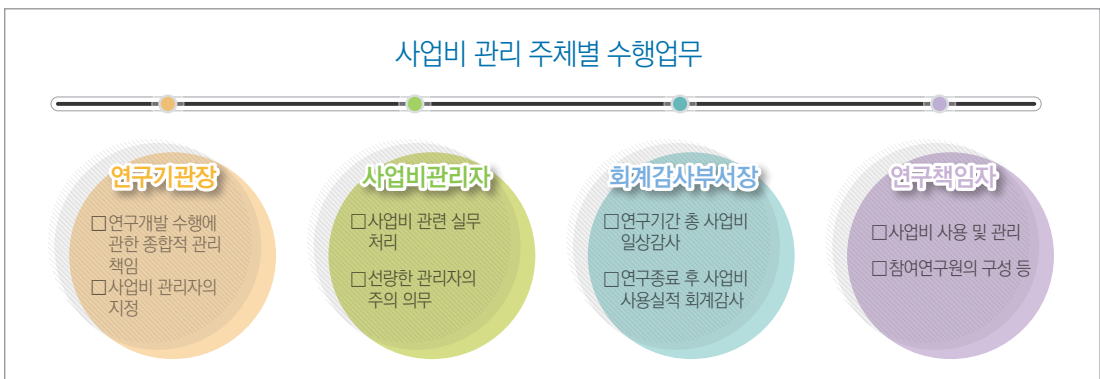 사업비 관리 주체별 수행업무
연구기관장
□연구개발 수행에
관한 종합적 관리
책임
□사업비 관리자의
지정
사업비관리자
□사업비 관련 실무
처리
□선량한 관리자의
주의 의무
회계감사부서장
□연구기간 총 사업비
일상감사
□연구종료 후 사업비
사용실적 회계감사
연구책임자
□사업비 사용 및 관리
□참여연구원의 구성 등